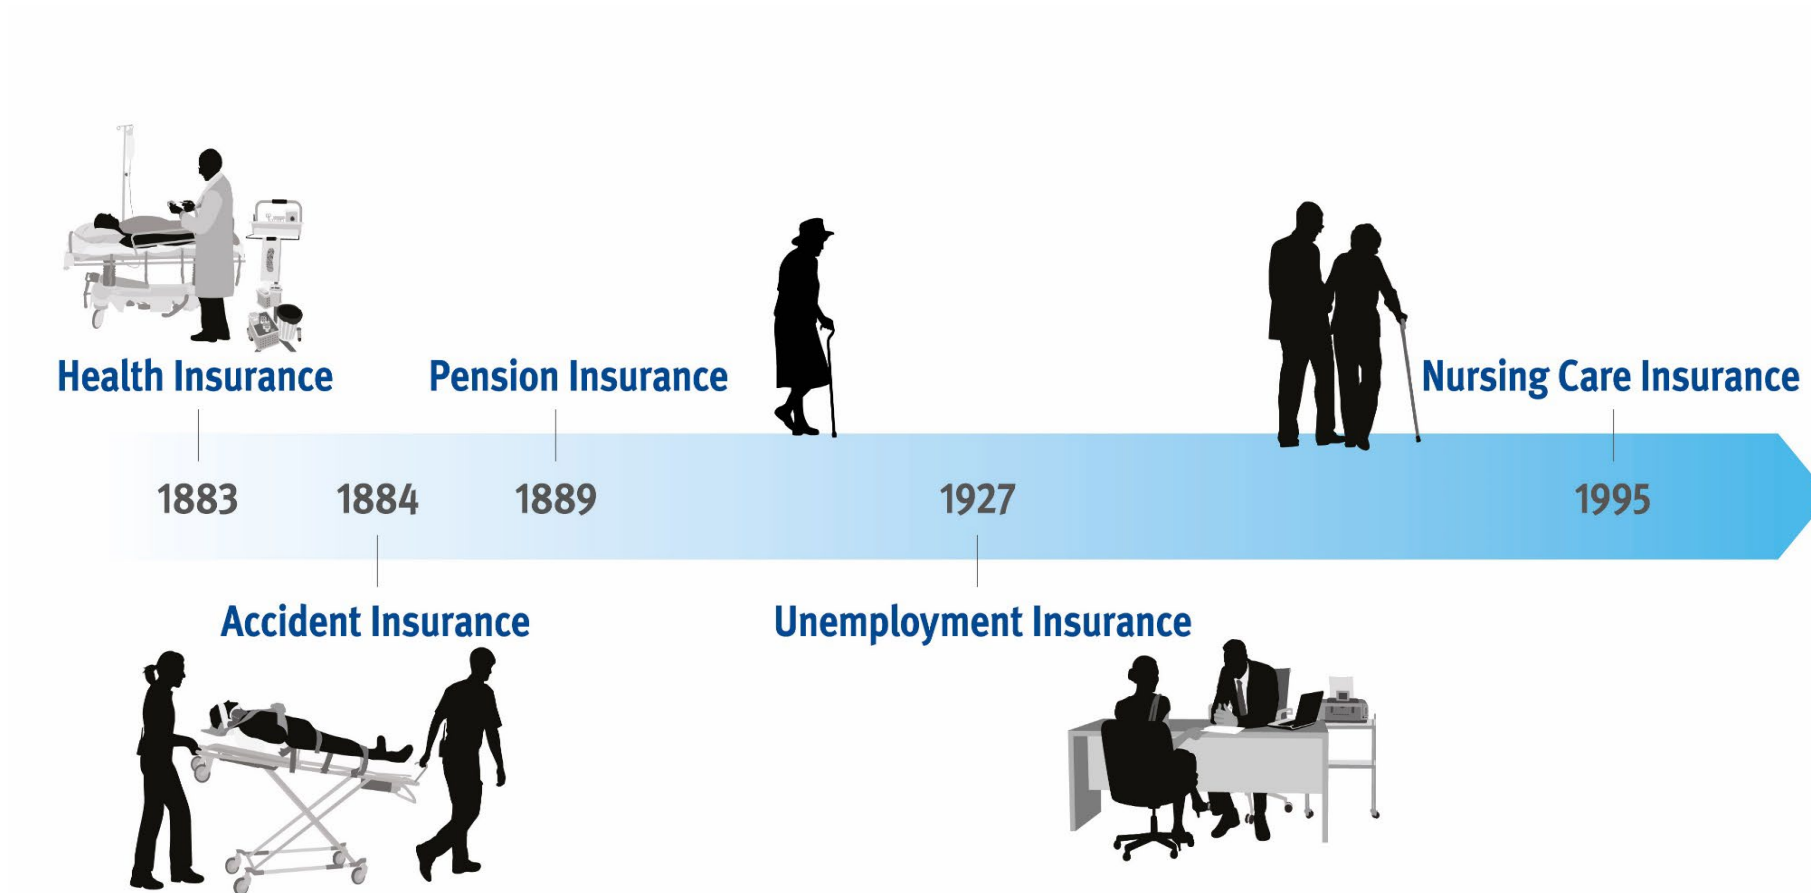 Health Insurance
Pension Insurance
Nursing Care Insurance
1883
1884
1889
1927
1995
Accident Insurance
Unemployment Insurance